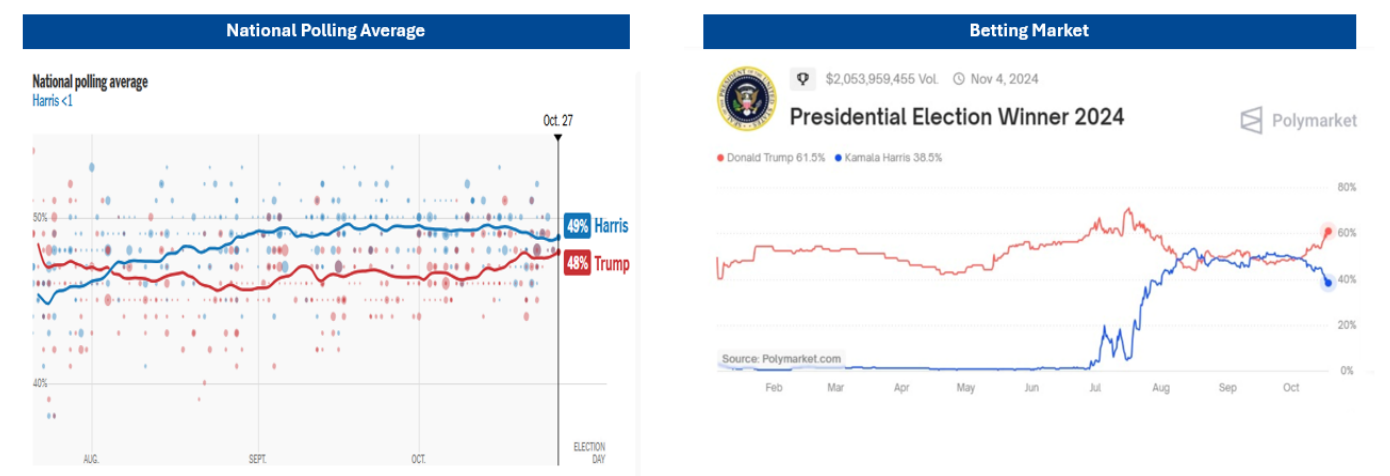 National Polling Average
National polling average
Harris <1
Oct. 27
50%
49% Harris
48% Trump
40%
AUG.
SEPT.
OCT.
ELECTION
DAY
Betting Market
$2,053,959,455 Vol.
Nov 4, 2024
Presidential Election Winner 2024
Polymarket
Donald Trump 61.5%
Kamala Harris 38.5%
80%
60%
40%
20%
0%
Source: Polymarket.com
Feb
Mar
Apr
May
Jun
Jul
Aug
Sep
Oct